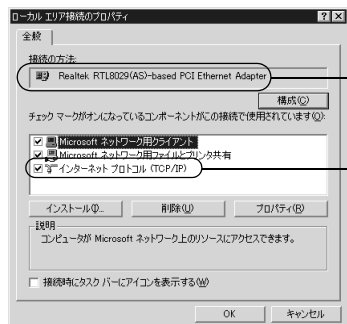 ローカル エリア接続のプロパティ
全般
接続の方法:
Realtek RTL8029(AS)-based PCI Ethernet Adapter
構成(C)
チェック マークがオンになっているコンポーネントがこの接続で使用されています(O):
Microsoft ネットワーク用クライアント
Microsoft ネットワーク用ファイルとプリンタ共有
インターネット プロトコル (TCP/IP)
インストール(I)... 削除(U) プロパティ(R)
説明
コンピュータが Microsoft ネットワーク上のリソースにアクセスできます。
接続時にタスク バーにアイコンを表示する(W)
OK キャンセル